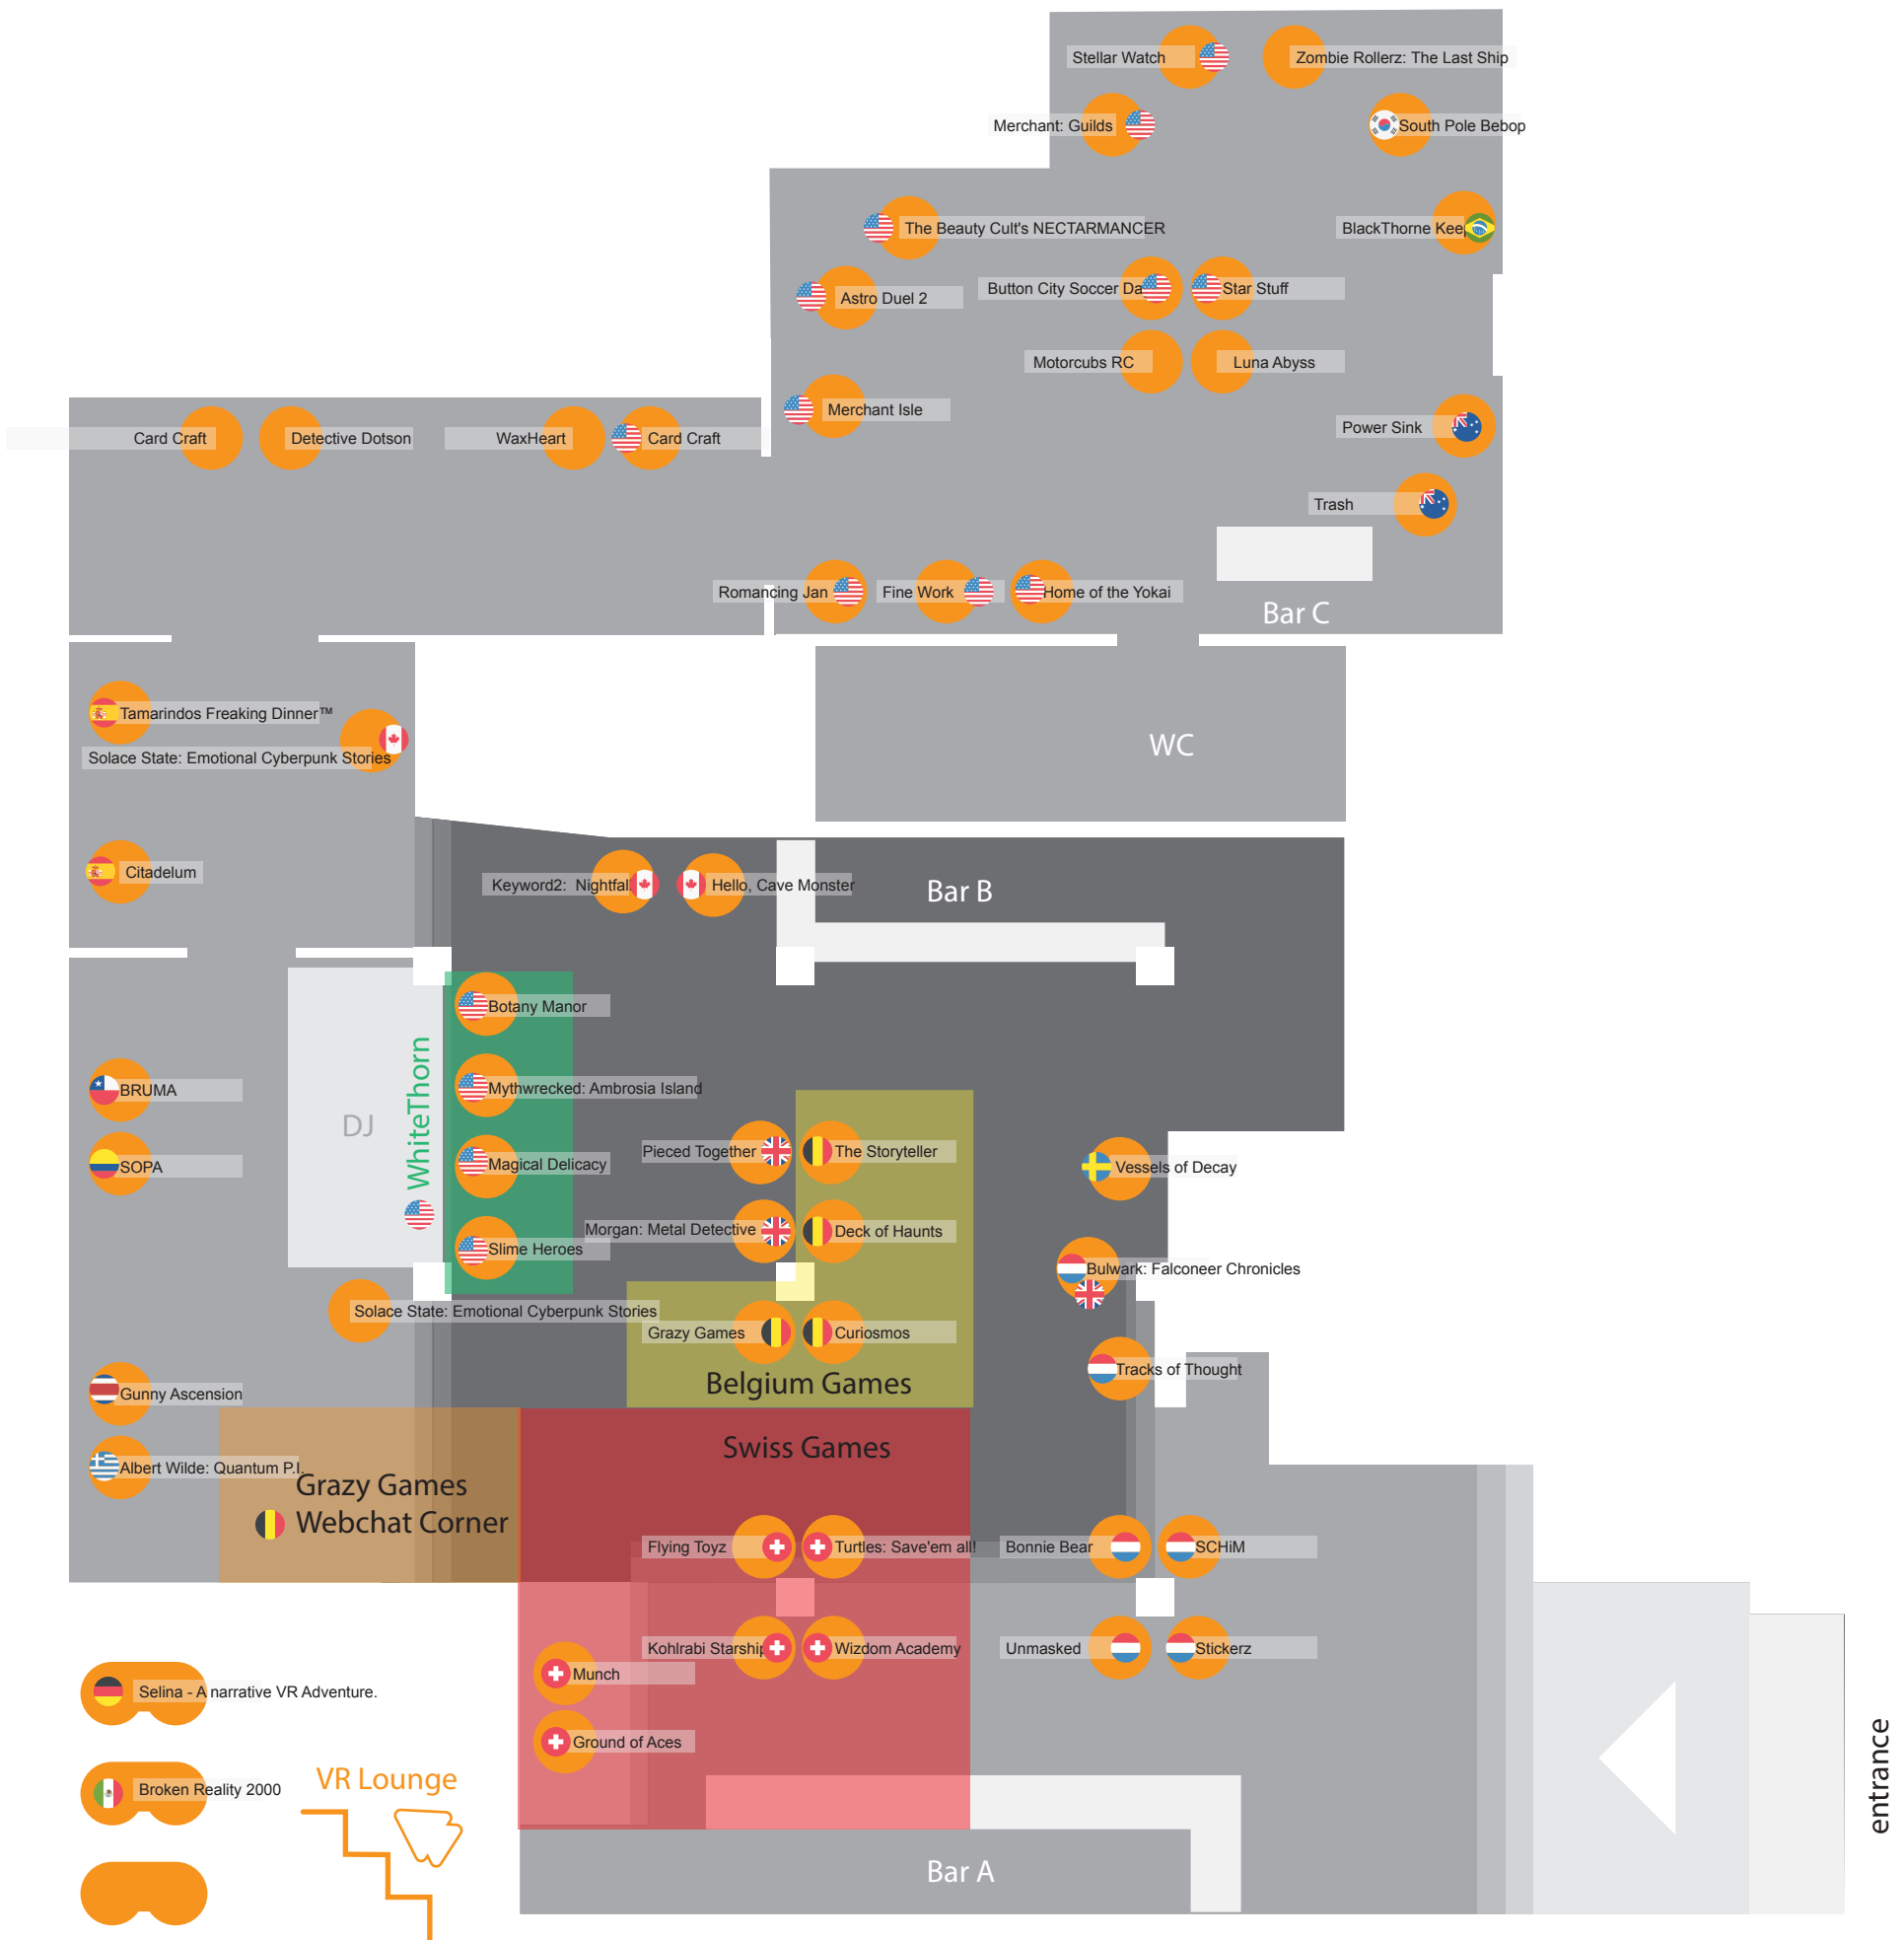 Stellar Watch
Zombie Rollerz: The Last Ship
Merchant: Guilds
South Pole Bebop
The Beauty Cult's NECTARMANCER
BlackThorne Keep
Button City Soccer Da
Star Stuff
Astro Duel 2
Motorcubs RC
Luna Abyss
Merchant Isle
Power Sink
Card Craft
Detective Dotson
WaxHeart
Card Craft
Trash
Romancing Jan
Fine Work
Home of the Yokai
Bar C
Tamarindos Freaking Dinner™
Solace State: Emotional Cyberpunk Stories
WC
Citadelum
Keyword2: Nightfall
Hello, Cave Monster
Bar B
Botany Manor
BRUMA
Mythwrecked: Ambrosia Island
DJ
WhiteThorn
SOPA
Magical Delicacy
Pieced Together
The Storyteller
Vessels of Decay
Morgan: Metal Detective
Deck of Haunts
Slime Heroes
Bulwark: Falconeer Chronicles
Solace State: Emotional Cyberpunk Stories
Grazy Games
Curiosmos
Tracks of Thought
Belgium Games
Gunny Ascension
Swiss Games
Albert Wilde: Quantum P.I.
Grazy Games
Webchat Corner
Flying Toyz
Turtles: Save'em all!
Bonnie Bear
SCHiM
Kohlrabi Starship
Wizdom Academy
Unmasked
Stickerz
Munch
Selina - A narrative VR Adventure.
Ground of Aces
Broken Reality 2000
VR Lounge
entrance
Bar A